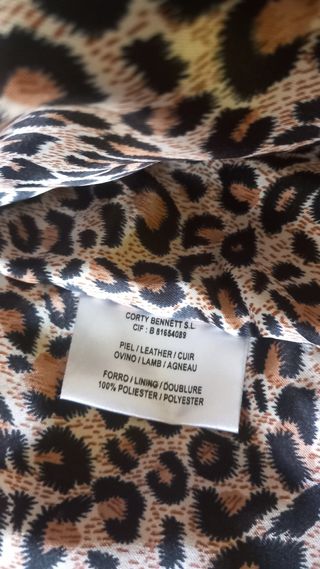 CORTY BENNETT S.L
CIF : B 81654089
PIEL / LEATHER / CUIR
OVINO / LAMB / AGNEAU
FORRO / LINING / DOUBLURE
100% POLIESTER / POLYESTER